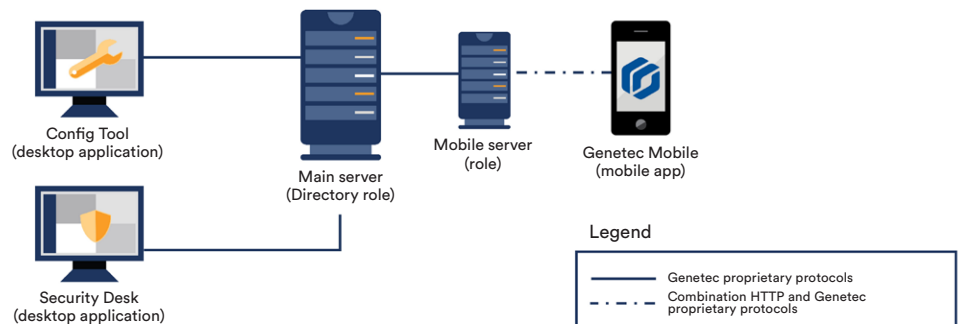 Config Tool
(desktop application)
Main server
(Directory role)
Mobile server
(role)
Genetec Mobile
(mobile app)
Security Desk
(desktop application)
Legend
Genetec proprietary protocols
Combination HTTP and Genetec
proprietary protocols